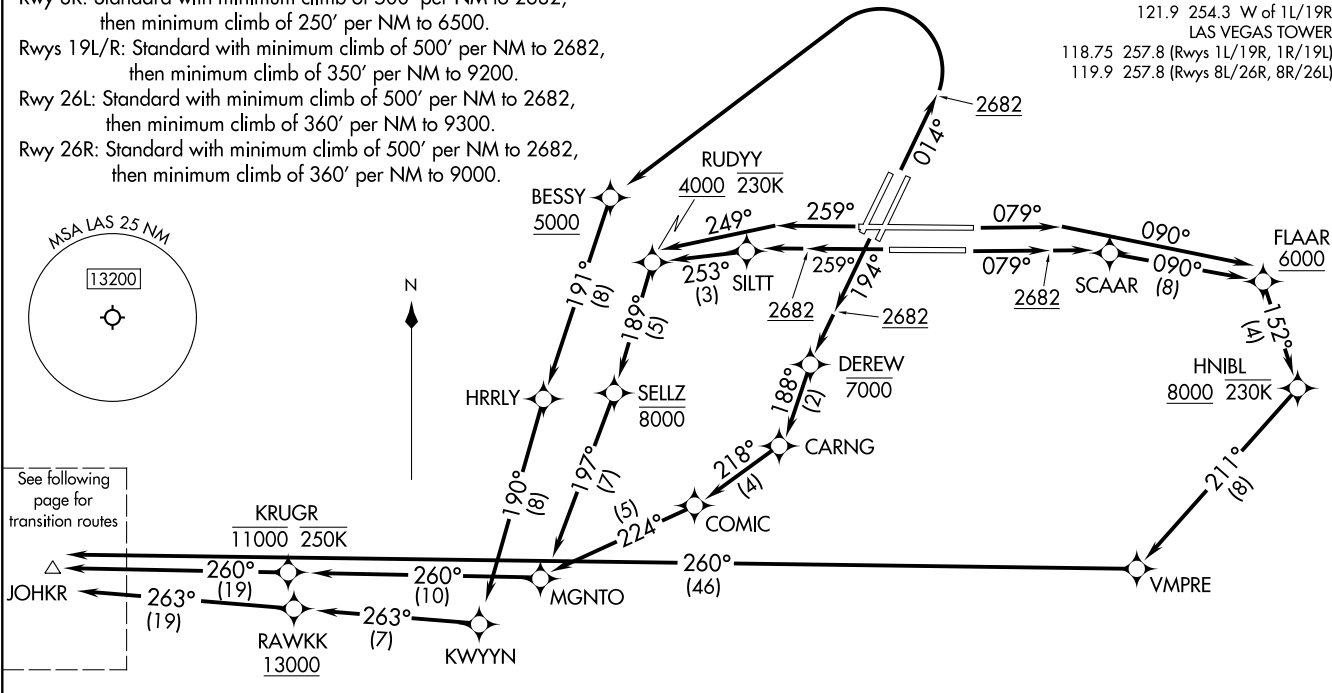 Rwy 8R: Standard with minimum climb of 500' per NM to 2682,
then minimum climb of 250' per NM to 6500.
Rwys 19L/R: Standard with minimum climb of 500' per NM to 2682,
then minimum climb of 350' per NM to 9200.
Rwy 26L: Standard with minimum climb of 500' per NM to 2682,
then minimum climb of 360' per NM to 9300.
Rwy 26R: Standard with minimum climb of 500' per NM to 2682,
then minimum climb of 360' per NM to 9000.
121.9 254.3 W of 1L/19R
LAS VEGAS TOWER
118.75 257.8 (Rwys 1L/19R, 1R/19L)
119.9 257.8 (Rwys 8L/26R, 8R/26L)
MSA LAS 25 NM
13200
N
2682
014°
RUDYY
4000 230K
BESSY
5000
249°
259°
079°
090°
FLAAR
6000
253°
(3)
SILTT
259°
194°
079°
SCAAR
090°
(8)
2682
2682
2682
191°
(8)
189°
(5)
152°
(4)
HRRLY
SELLZ
8000
DEREW
7000
188°
(2)
HNIBL
8000 230K
CARNG
218°
(4)
211°
(8)
197°
(7)
190°
(8)
COMIC
(5)
224°
See following
page for
transition routes
KRUGR
11000 250K
JOHKR
260°
(19)
260°
(10)
MGNTO
260°
(46)
VMPRE
263°
(19)
RAWKK
13000
263°
(7)
KWYYN